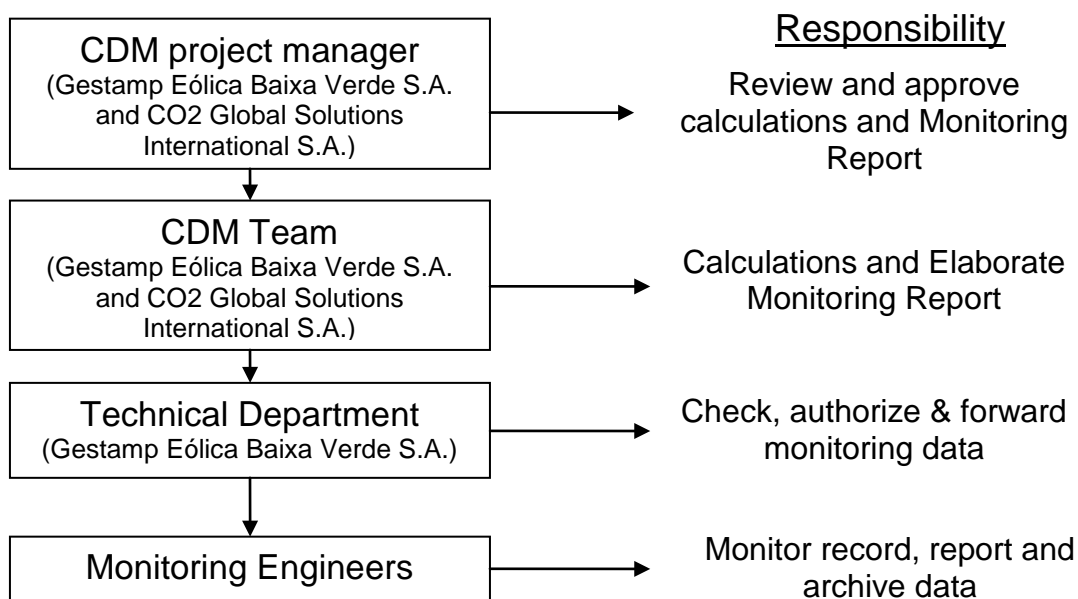 Responsibility
CDM project manager
(Gestamp Eólica Baixa Verde S.A.
and CO2 Global Solutions
International S.A.)
Review and approve
calculations and Monitoring
Report
CDM Team
(Gestamp Eólica Baixa Verde S.A.
and CO2 Global Solutions
International S.A.)
Calculations and Elaborate
Monitoring Report
Technical Department
(Gestamp Eólica Baixa Verde S.A.)
Check, authorize & forward
monitoring data
Monitoring Engineers
Monitor record, report and
archive data